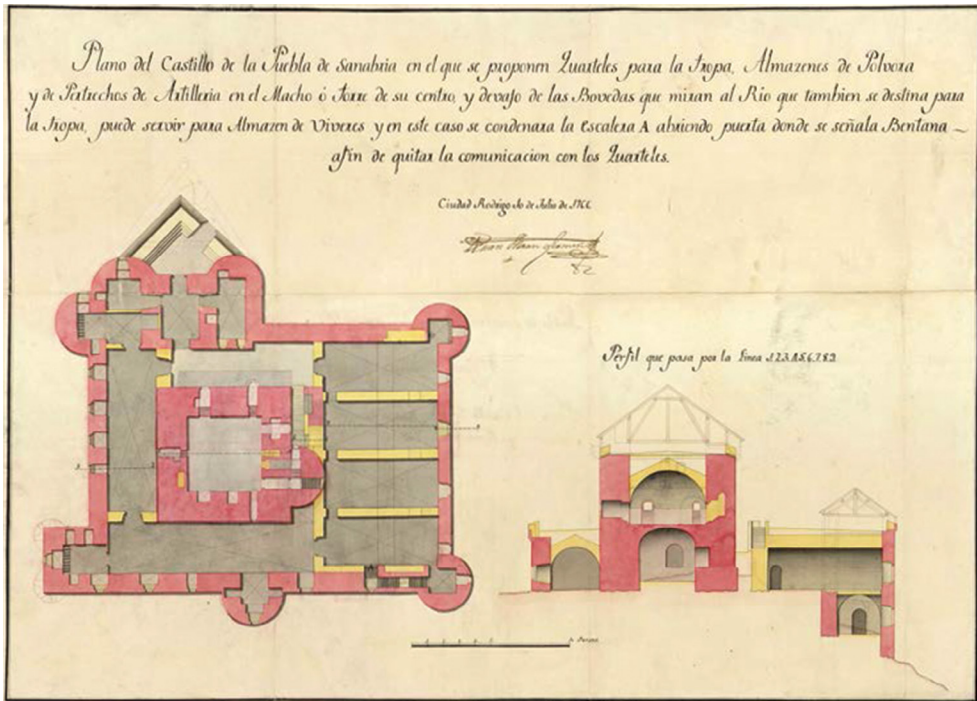 Plano del Castillo de la Puebla de Sanabria en el que se proponen Quarteles para la Tropa, Almazenes de Polvora
y de Pertrechos de Artilleria en el Macho ó Torre de su centro, y devajo de las Bovedas que miran al Rio que tambien se destina para
la Tropa, puede servir para Almazen de Viveres y en este caso se condenara la Escalera A abriendo puerta donde se señala Bentana
afin de quitar la comunicacion con los Quarteles.
Ciudad Rodrigo de Julio de
Juan
Perfil que pasa por la Linea 1.2.3.4.5.6.7.8.9.